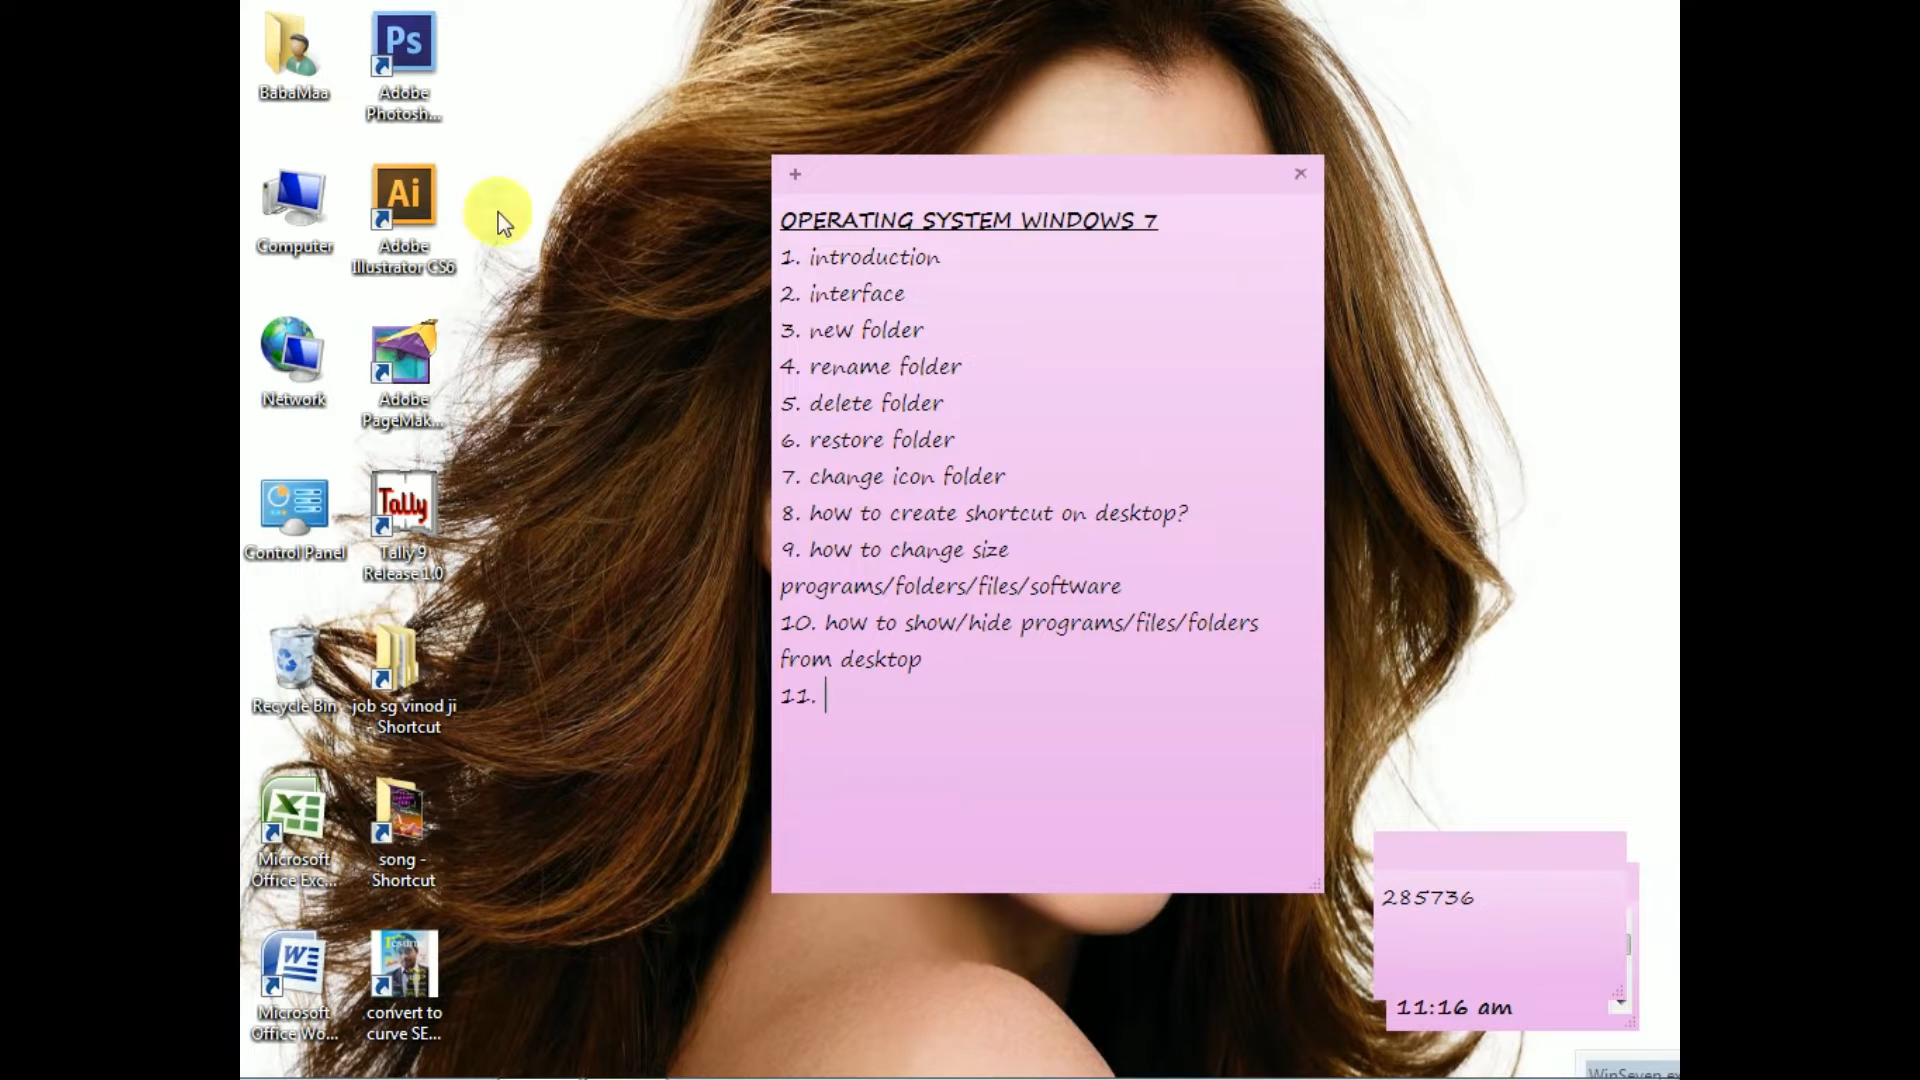 BabaMaa
Ps
Adobe
Photosh...
Computer
Ai
Adobe
Illustrator CS6
Network
Adobe
PageMak...
Control Panel
Tally
Tally 9
Release 1.0
Recycle Bin
job sg vinod ji
- Shortcut
Microsoft
Office Exc...
song -
Shortcut
Microsoft
Office Wo...
convert to
curve SE...
OPERATING SYSTEM WINDOWS 7
1. introduction
2. interface
3. new folder
4. rename folder
5. delete folder
6. restore folder
7. change icon folder
8. how to create shortcut on desktop?
9. how to change size
programs/folders/files/software
10. how to show/hide programs/files/folders
from desktop
11.
285736
11:16 am